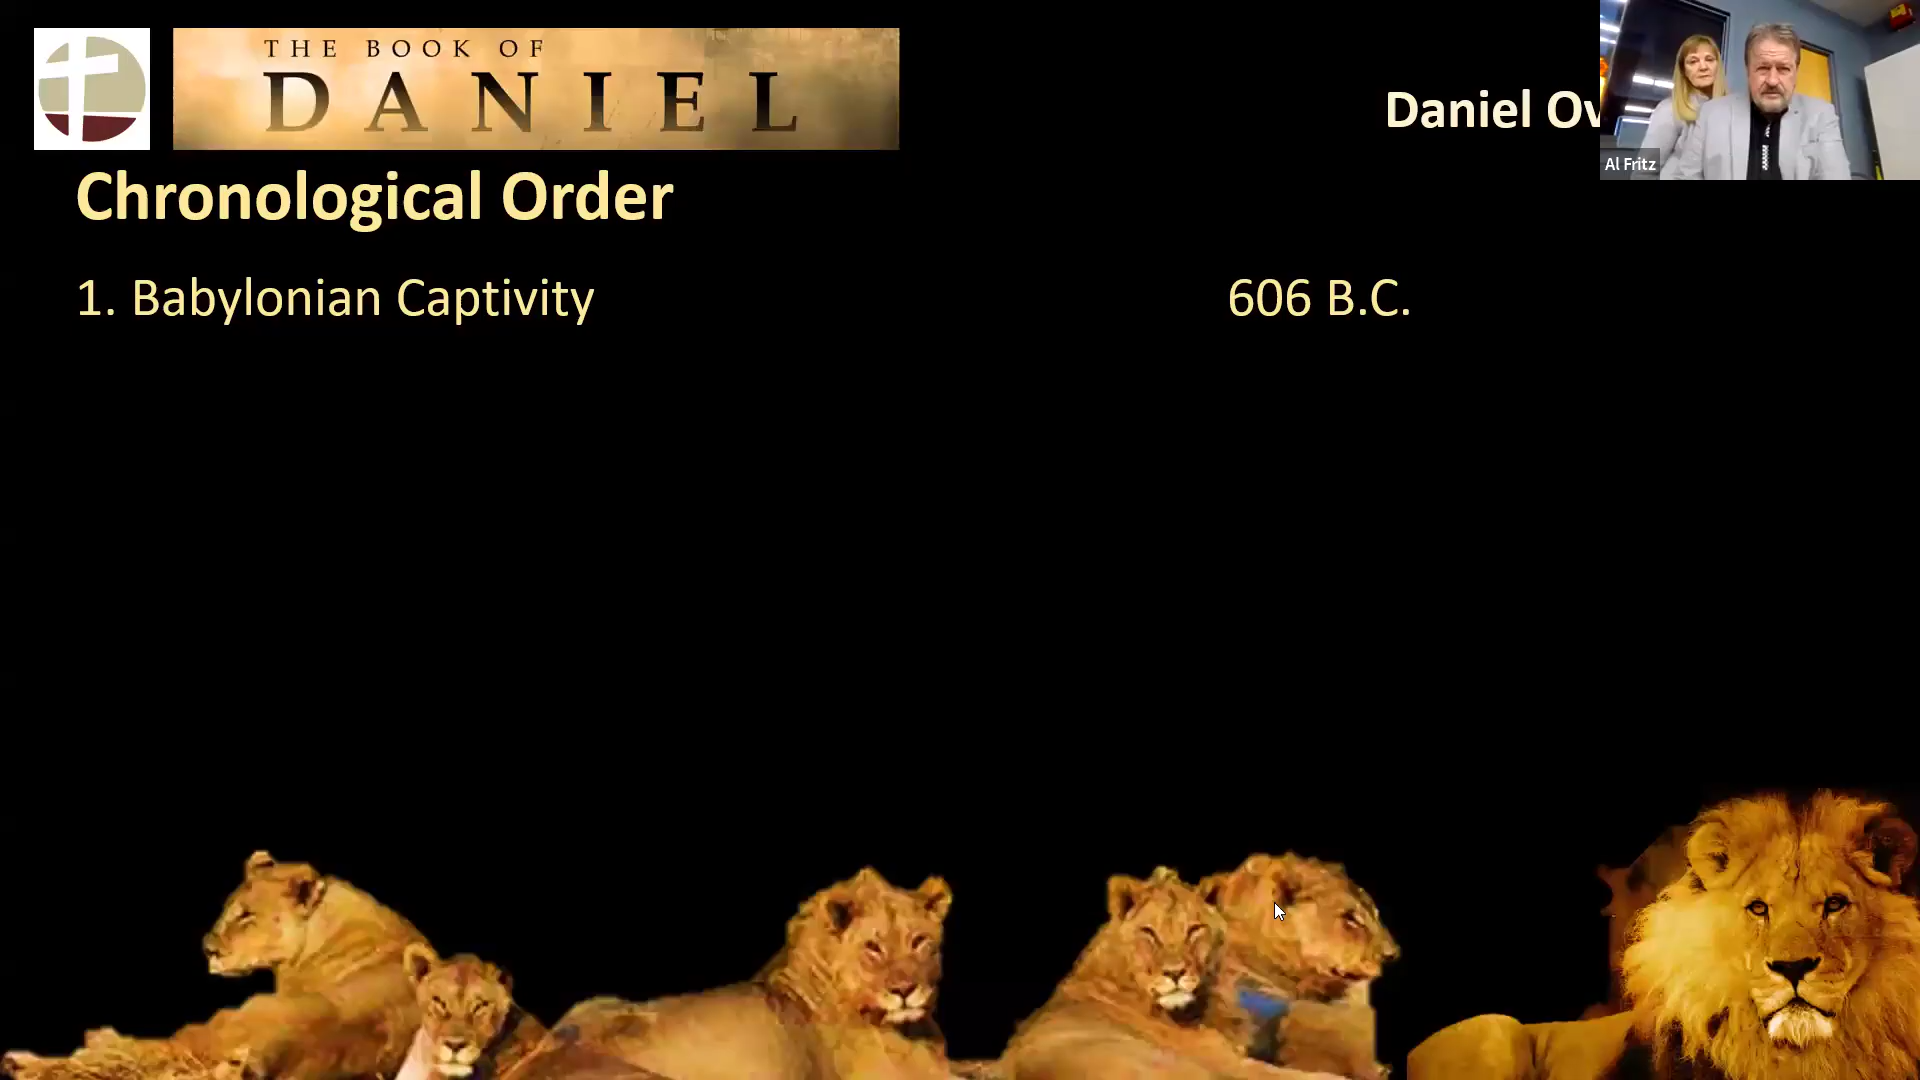 THE BOOK OF
DANIEL
Daniel Ov
Al Fritz
Chronological Order
1. Babylonian Captivity 606 B.C.